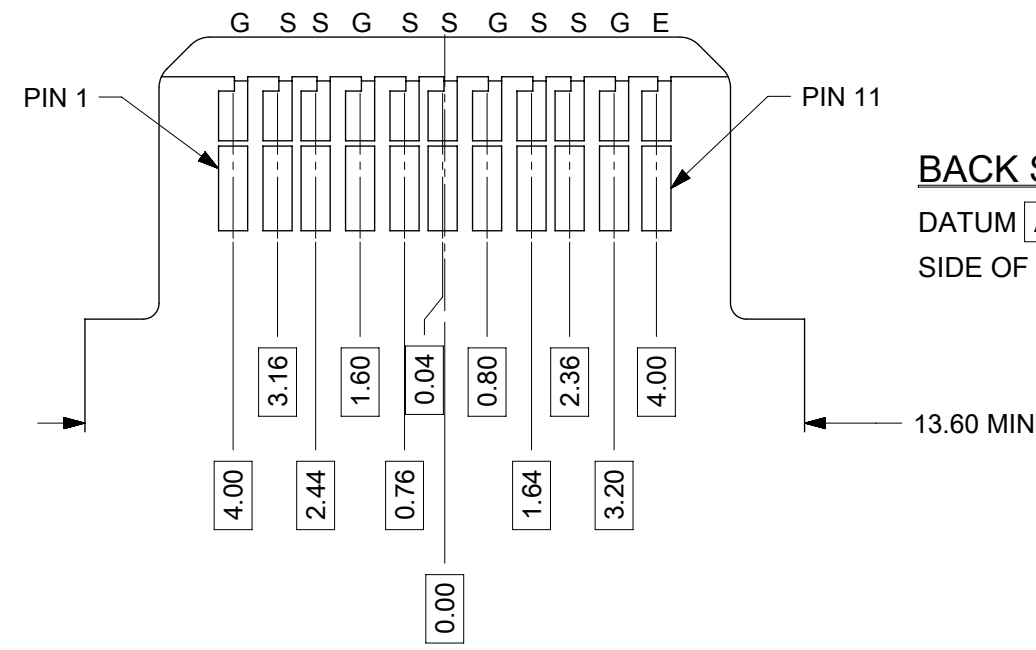 G S S G S S G S S G E
PIN 1
PIN 11
BACK
DATUM
SIDE OF
3.16 1.60 0.04 0.80 2.36 4.00
13.60 MIN
4.00 2.44 0.76 1.64 3.20
0.00